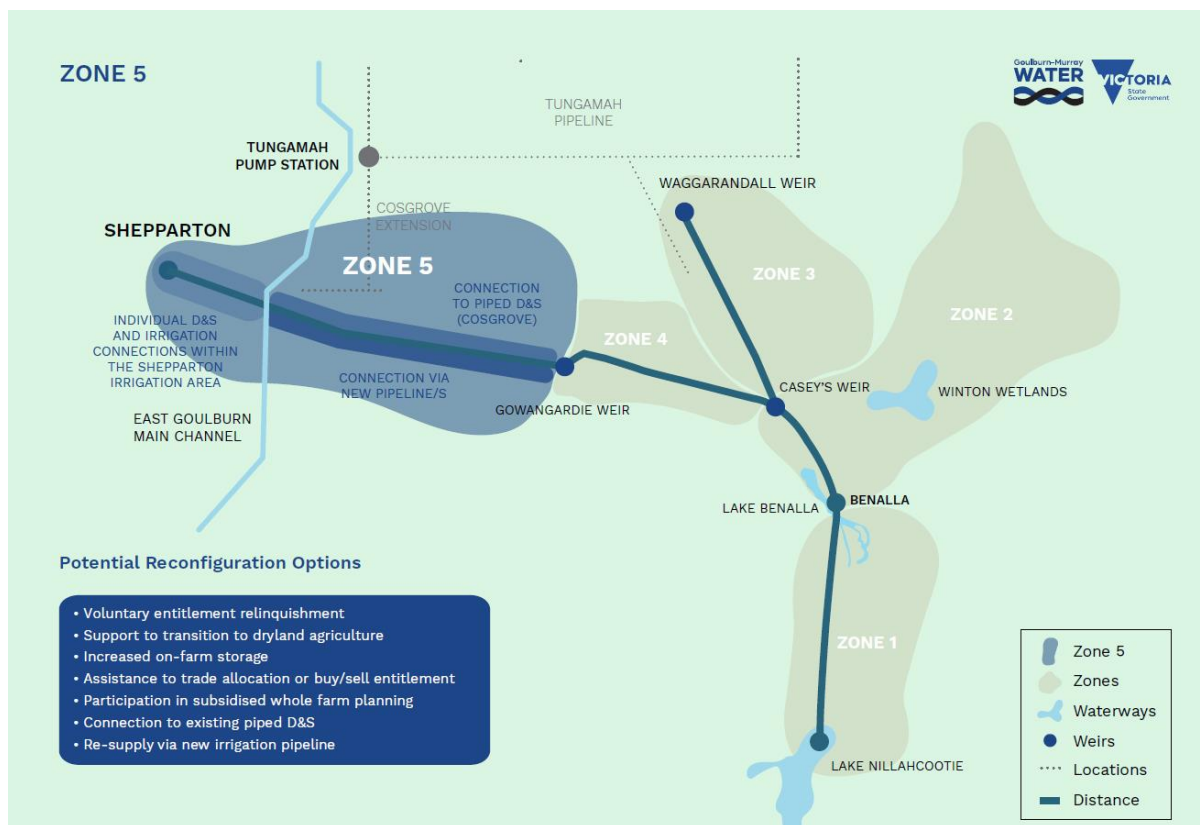 ZONE 5
Goulburn-Murray
WATER
VICTORIA
State
Government
TUNGAMAH
PIPELINE
TUNGAMAH
PUMP STATION
WAGGARANDALL WEIR
COSGROVE
EXTENSION
SHEPPARTON
ZONE 5
ZONE 3
CONNECTION
TO PIPED D&S
(COSGROVE)
ZONE 2
INDIVIDUAL D&S
AND IRRIGATION
CONNECTIONS WITHIN
THE SHEPPARTON
IRRIGATION AREA
ZONE 4
CONNECTION VIA
NEW PIPELINE/S
CASEY'S WEIR
WINTON WETLANDS
GOWANGARDIE WEIR
EAST GOULBURN
MAIN CHANNEL
BENALLA
LAKE BENALLA
ZONE 1
LAKE NILLAHCOOTIE
Potential Reconfiguration Options
• Voluntary entitlement relinquishment
• Support to transition to dryland agriculture
• Increased on-farm storage
• Assistance to trade allocation or buy/sell entitlement
• Participation in subsidised whole farm planning
• Connection to existing piped D&S
• Re-supply via new irrigation pipeline
Zone 5
Zones
Waterways
Weirs
Locations
Distance